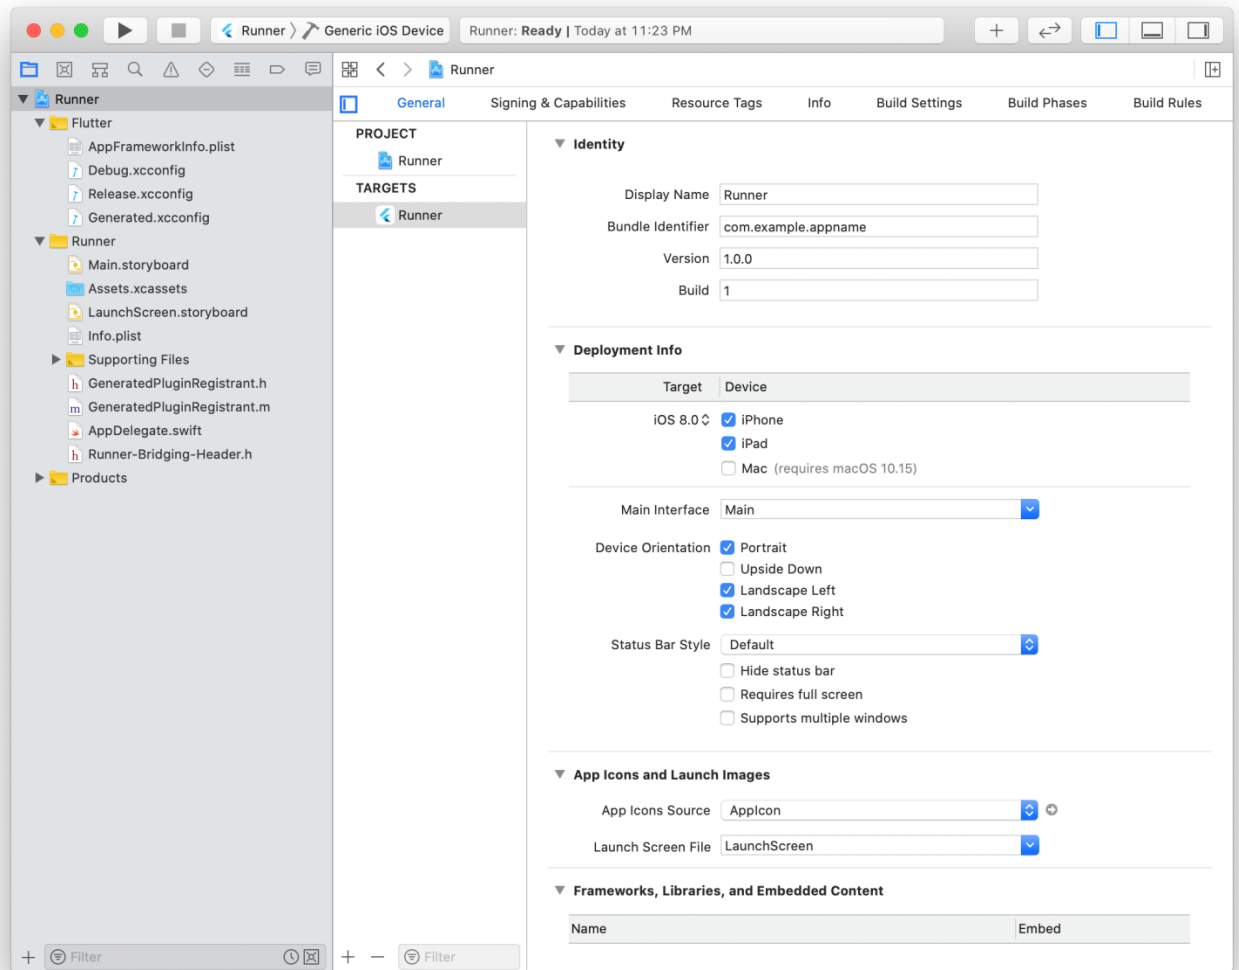 Runner
Generic iOS Device
Runner: Ready | Today at 11:23 PM
Runner
Runner
General
Signing & Capabilities
Resource Tags
Info
Build Settings
Build Phases
Build Rules
Flutter
AppFrameworkInfo.plist
Debug.xcconfig
Release.xcconfig
Generated.xcconfig
Runner
Main.storyboard
Assets.xcassets
LaunchScreen.storyboard
Info.plist
Supporting Files
h GeneratedPluginRegistrant.h
m GeneratedPluginRegistrant.m
AppDelegate.swift
h Runner-Bridging-Header.h
Products
Filter
PROJECT
Runner
TARGETS
Runner
Filter
Identity
Display Name Runner
Bundle Identifier com.example.appname
Version 1.0.0
Build 1
Deployment Info
Target Device
iOS 8.0 iPhone
iPad
Mac (requires macOS 10.15)
Main Interface Main
Device Orientation Portrait
Upside Down
Landscape Left
Landscape Right
Status Bar Style Default
Hide status bar
Requires full screen
Supports multiple windows
App Icons and Launch Images
App Icons Source AppIcon
Launch Screen File LaunchScreen
Frameworks, Libraries, and Embedded Content
Name Embed